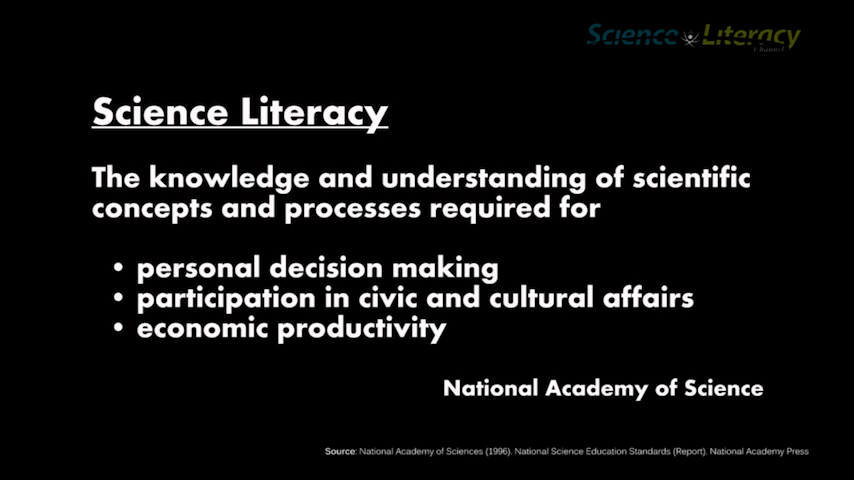 Science Literacy
Channel
Science Literacy
The knowledge and understanding of scientific
concepts and processes required for
• personal decision making
• participation in civic and cultural affairs
• economic productivity
National Academy of Science
Source: National Academy of Sciences (1996). National Science Education Standards (Report). National Academy Press